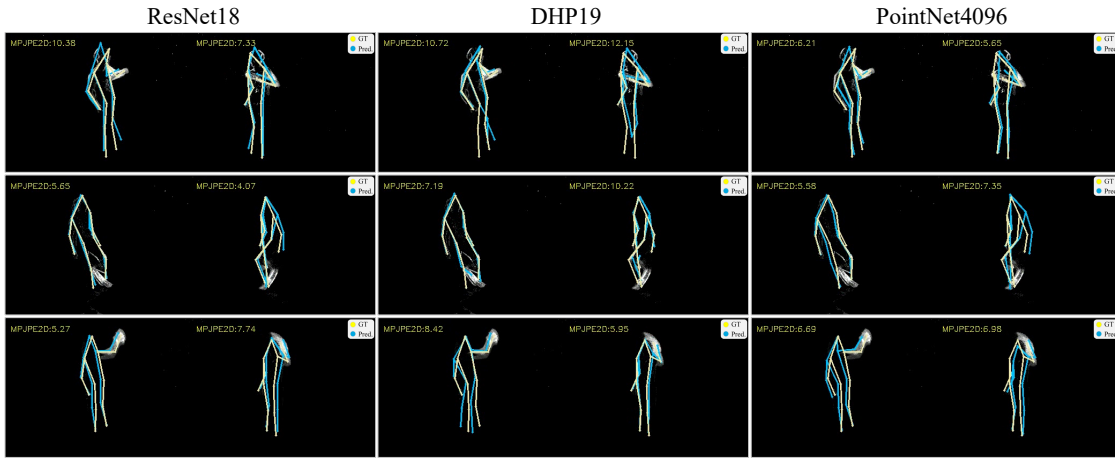 ResNet18 DHP19 PointNet4096
MPJPE2D:10.38 MPJPE2D:7.33 GT
Pred.
MPJPE2D:10.72 MPJPE2D:12.15 GT
Pred.
MPJPE2D:6.21 MPJPE2D:5.65 GT
Pred.
MPJPE2D:5.65 MPJPE2D:4.07 GT
Pred.
MPJPE2D:7.19 MPJPE2D:10.22 GT
Pred.
MPJPE2D:5.58 MPJPE2D:7.35 GT
Pred.
MPJPE2D:5.27 MPJPE2D:7.74 GT
Pred.
MPJPE2D:8.42 MPJPE2D:5.95 GT
Pred.
MPJPE2D:6.69 MPJPE2D:6.98 GT
Pred.